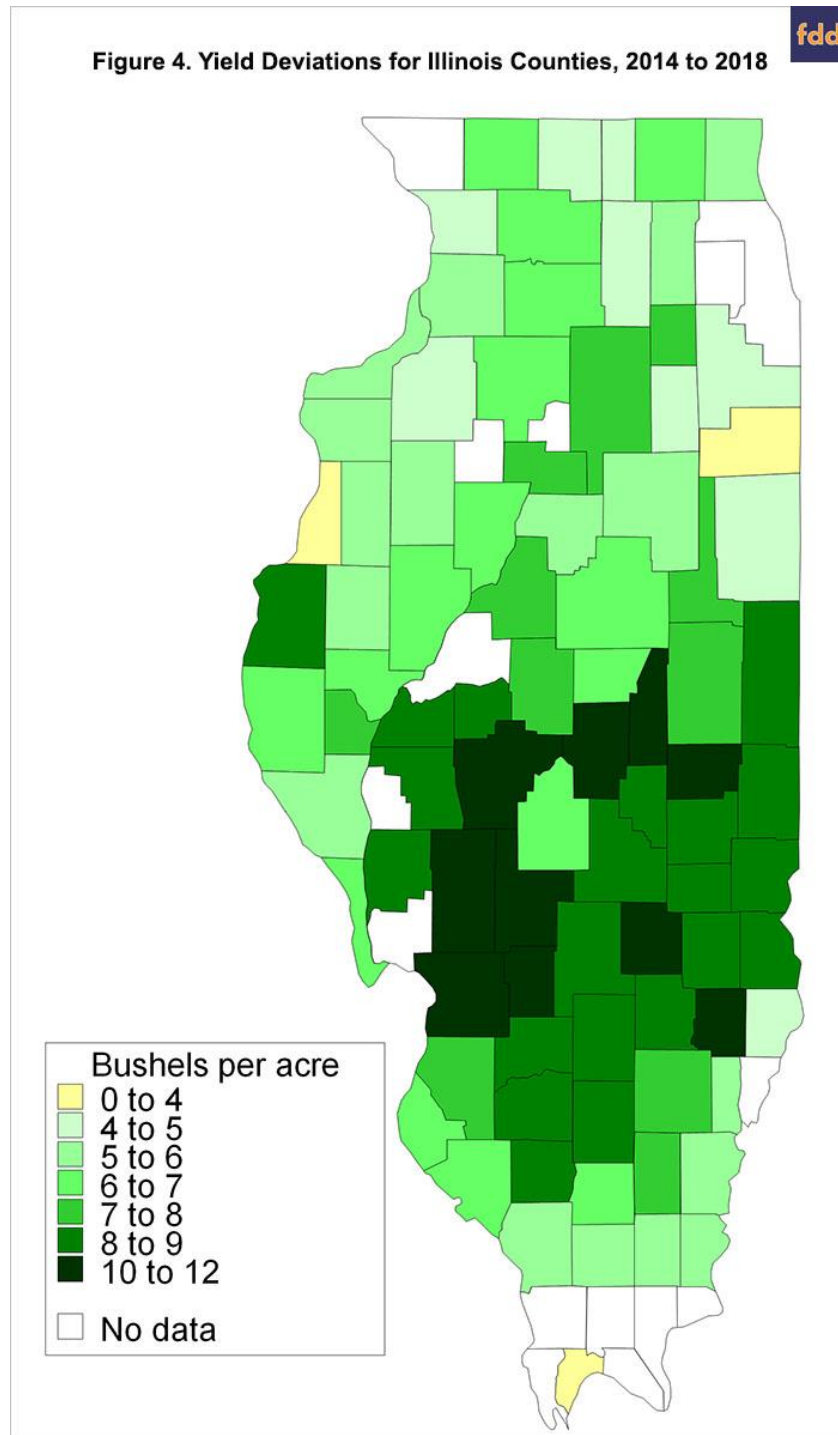 fdd
Figure 4. Yield Deviations for Illinois Counties, 2014 to 2018
Bushels per acre
0 to 4
4 to 5
5 to 6
6 to 7
7 to 8
8 to 9
10 to 12
No data